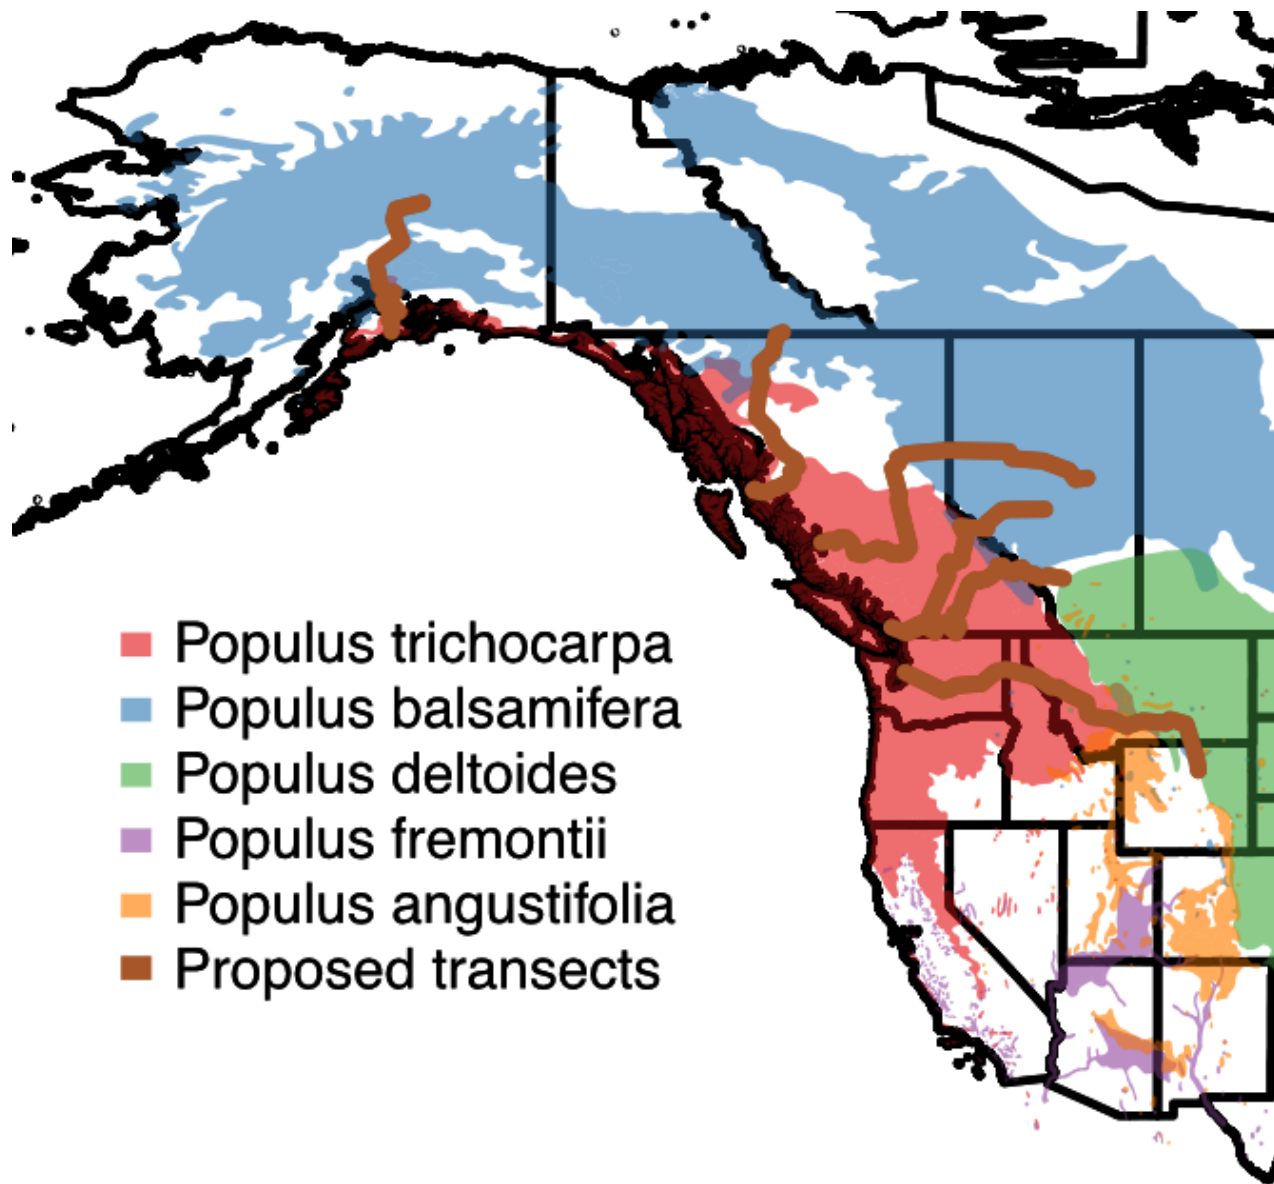 Populus trichocarpa
Populus balsamifera
Populus deltoides
Populus fremontii
Populus angustifolia
Proposed transects